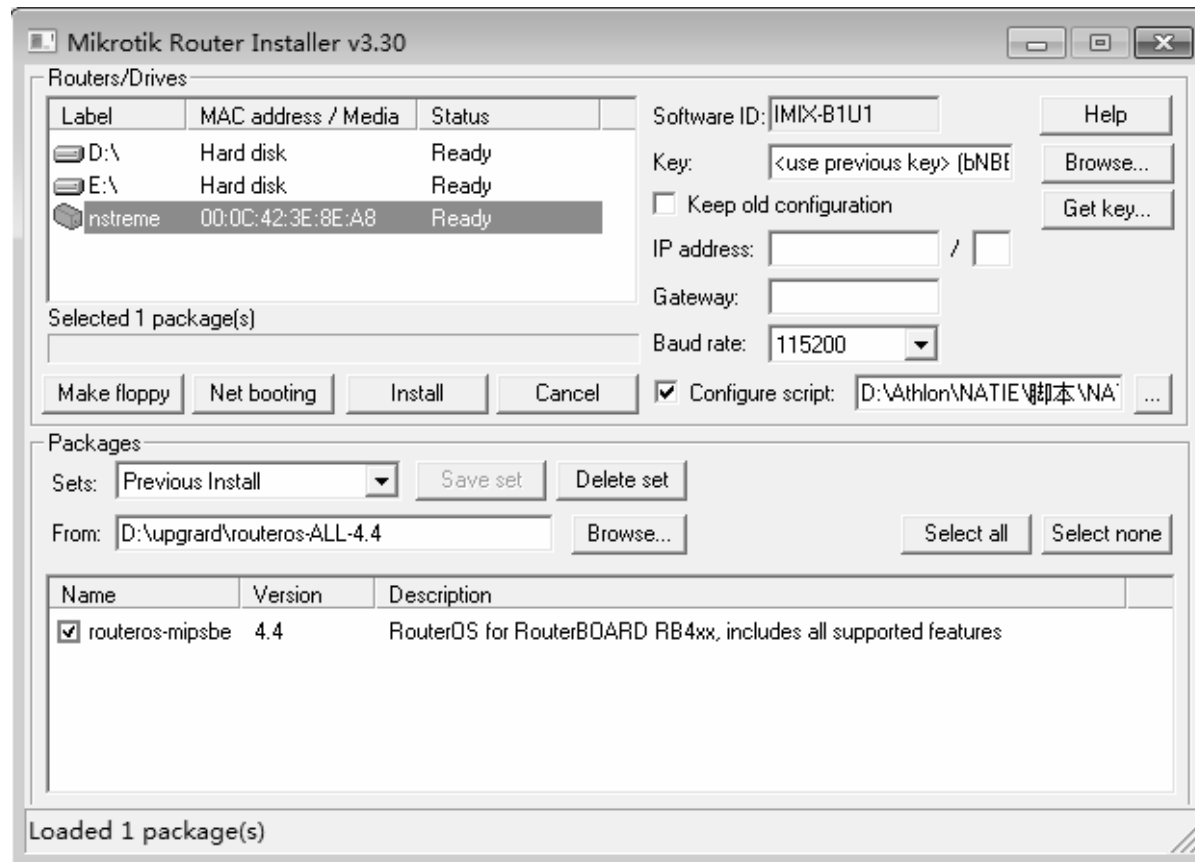 Mikrotik Router Installer v3.30
Routers/Drives
Label MAC address / Media Status
D:\ Hard disk Ready
E:\ Hard disk Ready
nstreme 00:0C:42:3E:8E:A8 Ready
Selected 1 package(s)
Make floppy Net booting Install Cancel
Software ID: IMIX-B1U1 Help
Key: <use previous key> (bNBE Browse...
Keep old configuration Get key...
IP address: /
Gateway:
Baud rate: 115200
Configure script: D:\Athlon\NATIE\脚本\NA ...
Packages
Sets: Previous Install Save set Delete set
From: D:\upgrard\routeros-ALL-4.4 Browse... Select all Select none
Name Version Description
routeros-mipsbe 4.4 RouterOS for RouterBOARD RB4xx, includes all supported features
Loaded 1 package(s)